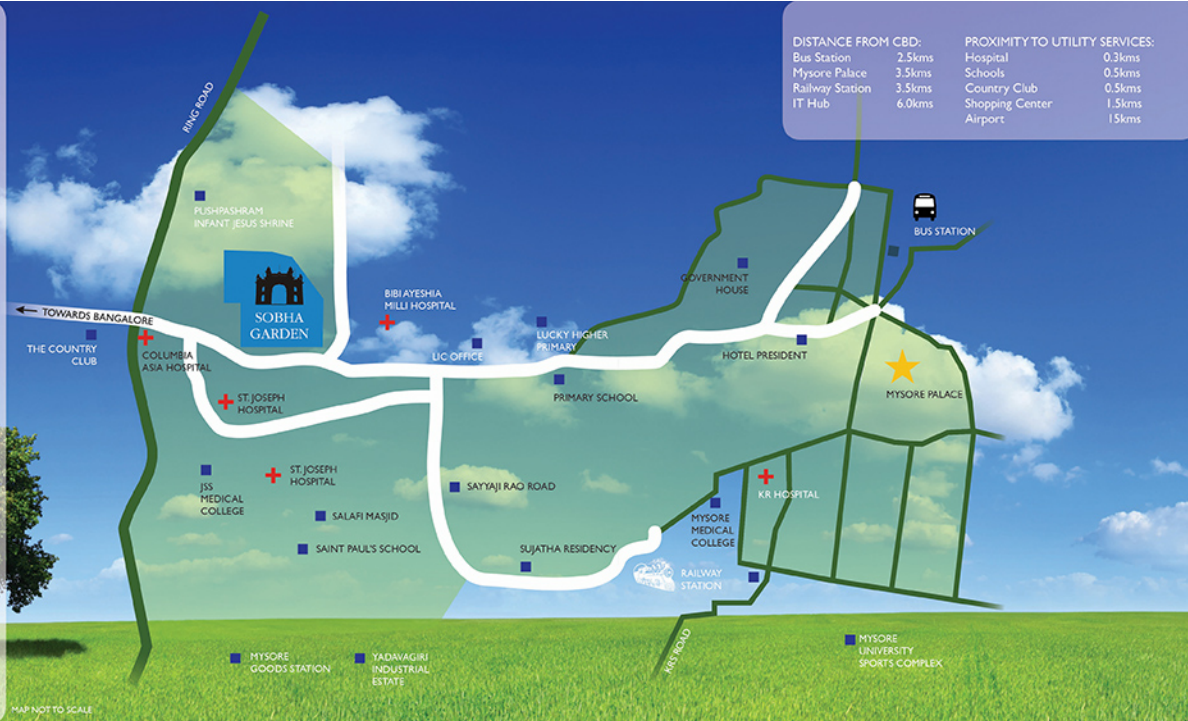 DISTANCE FROM CBD:
Bus Station 2.5kms
Mysore Palace 3.5kms
Railway Station 3.5kms
IT Hub 6.0kms
PROXIMITY TO UTILITY SERVICES:
Hospital 0.3kms
Schools 0.5kms
Country Club 0.5kms
Shopping Center 1.5kms
Airport 15kms
RING ROAD
PUSHPASHRAM
INFANT JESUS SHRINE
BUS STATION
GOVERNMENT
HOUSE
BIBI AYESHIA
MILLI HOSPITAL
SOBHA
GARDEN
TOWARDS BANGALORE
THE COUNTRY
CLUB
COLUMBIA
ASIA HOSPITAL
LIC OFFICE
LUCKY HIGHER
PRIMARY
HOTEL PRESIDENT
MYSORE PALACE
PRIMARY SCHOOL
ST. JOSEPH
HOSPITAL
ST. JOSEPH
HOSPITAL
JSS
MEDICAL
COLLEGE
SAYYAJI RAO ROAD
KR HOSPITAL
SALAFI MASJID
MYSORE
MEDICAL
COLLEGE
SAINT PAUL'S SCHOOL
SUJATHA RESIDENCY
RAILWAY
STATION
KRS ROAD
MYSORE
GOODS STATION
YADAVAGIRI
INDUSTRIAL
ESTATE
MYSORE
UNIVERSITY
SPORTS COMPLEX
MAP NOT TO SCALE